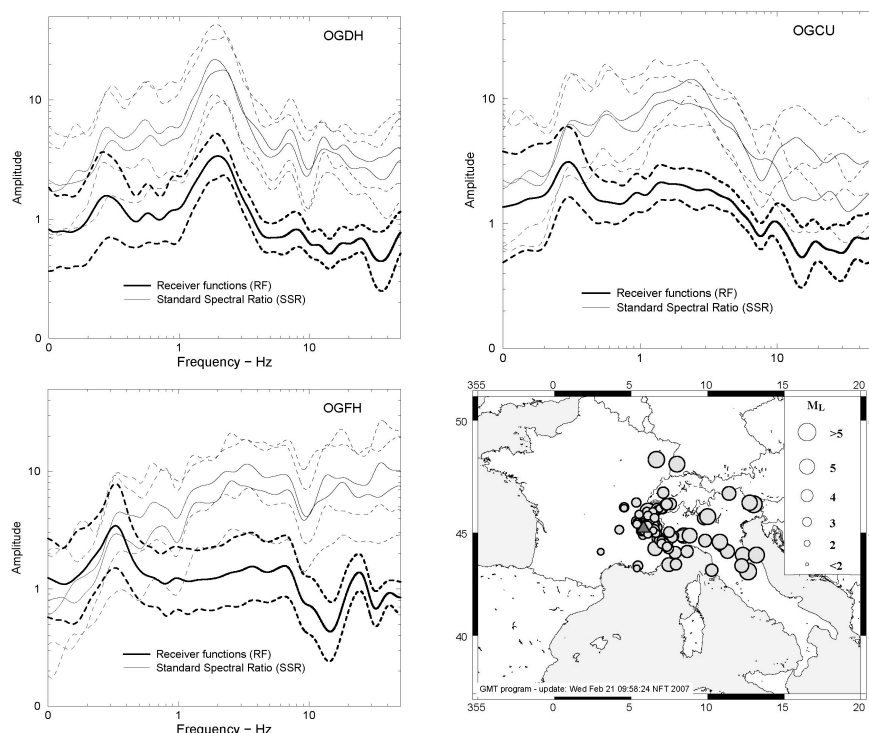 OGDH
10
Amplitude
1
0
Receiver functions (RF)
Standard Spectral Ratio (SSR)
0
1
10
Frequency – Hz
OGCU
10
Amplitude
1
0
Receiver functions (RF)
Standard Spectral Ratio (SSR)
0
1
10
OGFH
10
Amplitude
1
0
Receiver functions (RF)
Standard Spectral Ratio (SSR)
0
1
10
Frequency – Hz
355 0 5 10 15 20
50 50
45 45
40 40
M L
>5
5
4
3
2
<2
GMT program - update: Wed Feb 21 09:58:24 NFT 2007
355 0 5 10 15 20